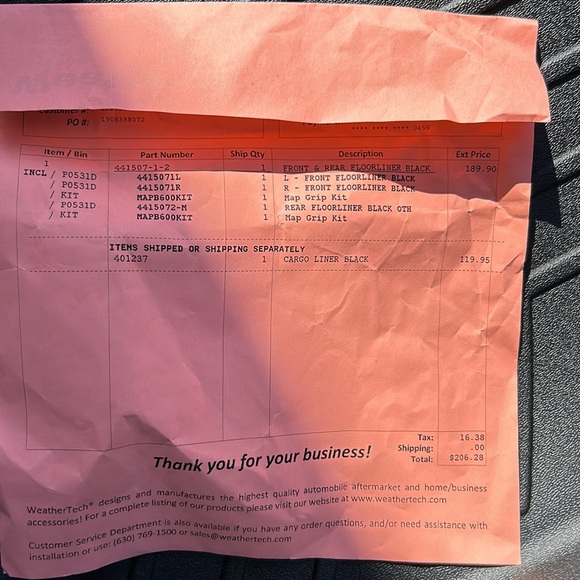 Customer #:
PO #: 1908388072
**** **** **** 3455
Item / Bin Part Number Ship Qty Description Ext Price
1 441507-1-2 1 FRONT & REAR FLOORLINER BLACK 189.90
INCL / P0531D 441507L 1 L - FRONT FLOORLINER BLACK
/ P0531D 441507R 1 R - FRONT FLOORLINER BLACK
/ KIT MAPB600KIT 1 Map Grip Kit
/ P0531D 4415072-M 1 REAR FLOORLINER BLACK OTH
/ KIT MAPB600KIT 1 Map Grip Kit
ITEMS SHIPPED OR SHIPPING SEPARATELY
401237 1 CARGO LINER BLACK 119.95
Tax: 16.38
Shipping: .00
Total: $206.28
Thank you for your business!
WeatherTech® designs and manufactures the highest quality automobile aftermarket and home/business
accessories! For a complete listing of our products please visit our website at www.weathertech.com
Customer Service Department is also available if you have any order questions, and/or need assistance with
installation or use: (630) 769-1500 or sales@weathertech.com